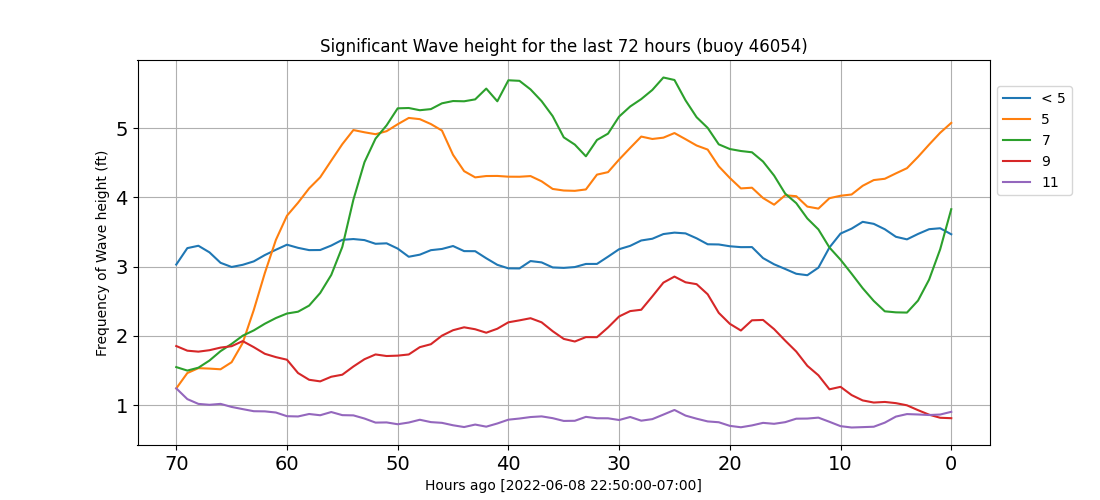 Significant Wave height for the last 72 hours (buoy 46054)
Frequency of Wave height (ft)
5
4
3
2
1
70 60 50 40 30 20 10 0
Hours ago [2022-06-08 22:50:00-07:00]
< 5
5
7
9
11